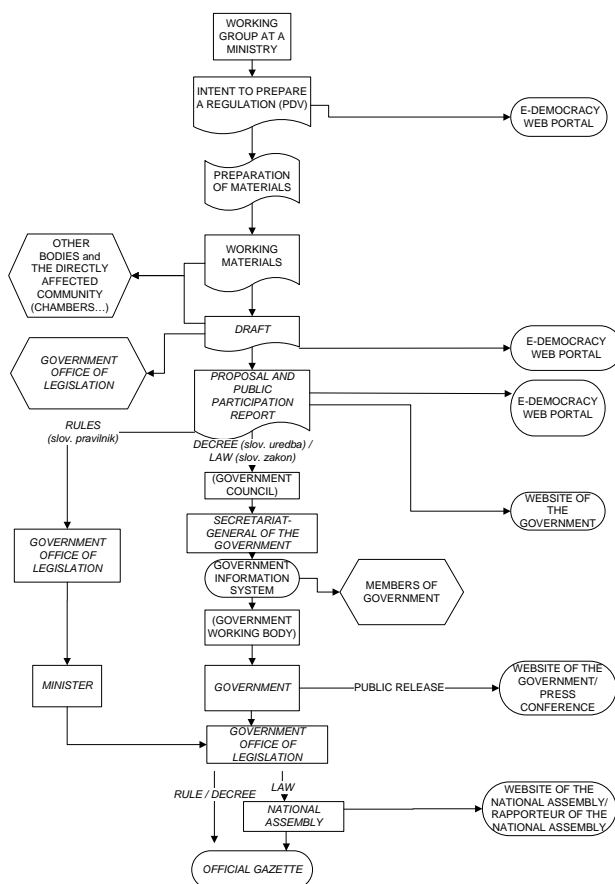 WORKING
GROUP AT A
MINISTRY
INTENT TO PREPARE
A REGULATION (PDV)
E-DEMOCRACY
WEB PORTAL
PREPARATION
OF MATERIALS
OTHER
BODIES and
THE DIRECTLY
AFFECTED
COMMUNITY
(CHAMBERS...)
WORKING
MATERIALS
DRAFT
E-DEMOCRACY
WEB PORTAL
GOVERNMENT
OFFICE OF
LEGISLATION
PROPOSAL AND
PUBLIC
PARTICIPATION
REPORT
E-DEMOCRACY
WEB PORTAL
RULES
(slov. pravilnik)
DECREE (slov. uredba) /
LAW (slov. zakon)
(GOVERNMENT
COUNCIL)
WEBSITE OF
THE
GOVERNMENT
SECRETARIAT-
GENERAL OF THE
GOVERNMENT
GOVERNMENT
OFFICE OF
LEGISLATION
GOVERNMENT
INFORMATION
SYSTEM
MEMBERS OF
GOVERNMENT
(GOVERNMENT
WORKING BODY)
MINISTER
GOVERNMENT
PUBLIC RELEASE
WEBSITE OF THE
GOVERNMENT/
PRESS
CONFERENCE
GOVERNMENT
OFFICE OF
LEGISLATION
RULE / DECREE
LAW
NATIONAL
ASSEMBLY
WEBSITE OF THE
NATIONAL ASSEMBLY/
RAPPORTEUR OF THE
NATIONAL ASSEMBLY
OFFICIAL GAZETTE